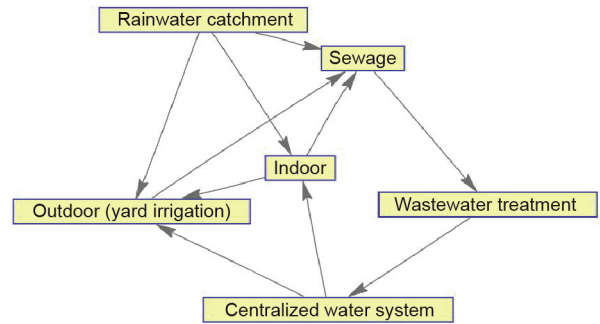 Rainwater catchment
Sewage
Indoor
Outdoor (yard irrigation)
Wastewater treatment
Centralized water system